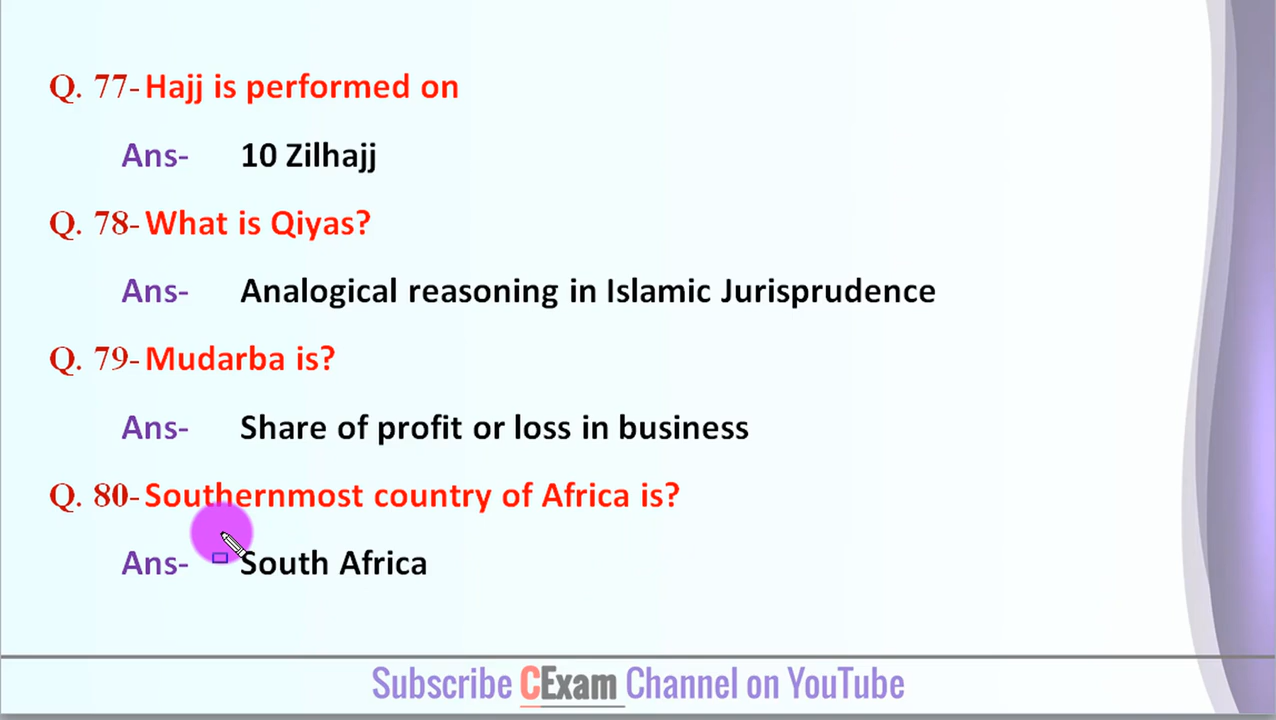 Q. 77- Hajj is performed on
Ans- 10 Zilhajj
Q. 78- What is Qiyas?
Ans- Analogical reasoning in Islamic Jurisprudence
Q. 79- Mudarba is?
Ans- Share of profit or loss in business
Q. 80- Southernmost country of Africa is?
Ans- South Africa
Subscribe CExam Channel on YouTube